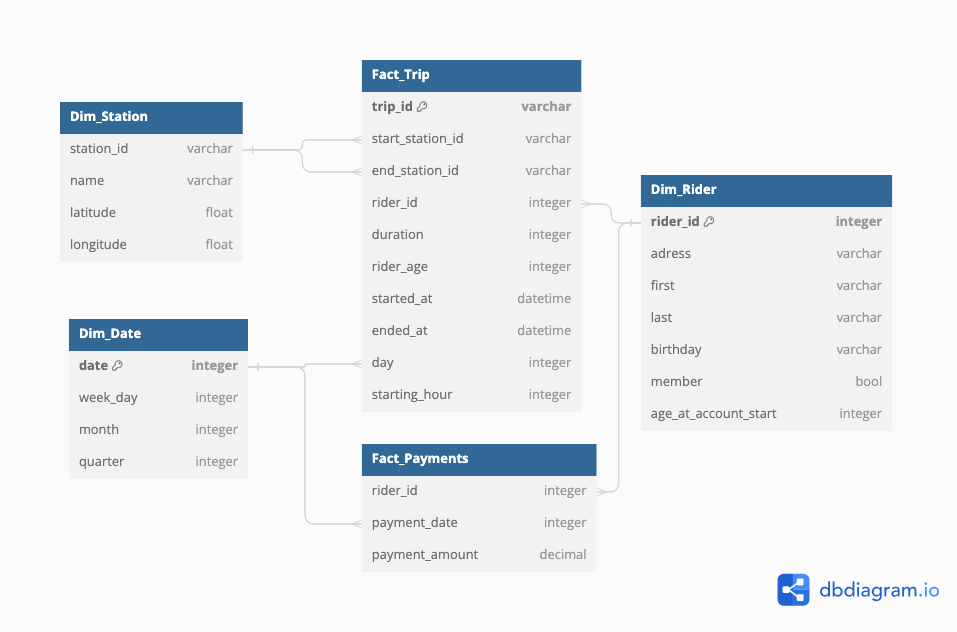 Fact_Trip
trip_id varchar
start_station_id varchar
end_station_id varchar
rider_id integer
duration integer
rider_age integer
started_at datetime
ended_at datetime
day integer
starting_hour integer
Dim_Station
station_id varchar
name varchar
latitude float
longitude float
Dim_Rider
rider_id integer
adress varchar
first varchar
last varchar
birthday varchar
member bool
age_at_account_start integer
Dim_Date
date integer
week_day integer
month integer
quarter integer
Fact_Payments
rider_id integer
payment_date integer
payment_amount decimal
dbdiagram.io